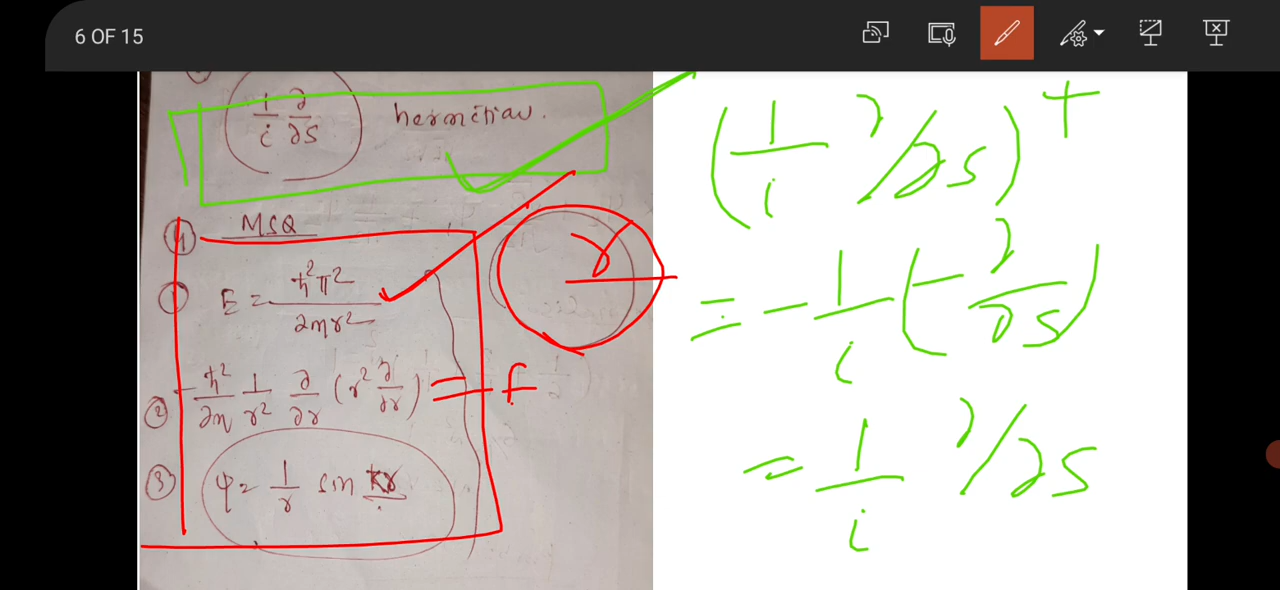 6 OF 15
1/i ∂/∂s hermitian.
(4) MSQ
(1) E = ħ²π²/2mr²
(2) -ħ²/2m 1/r² ∂/∂r (r² ∂/∂r) = E
(3) φ = 1/r sin kr
r
(1/i ∂/∂s)†
= - 1/i (- ∂/∂s)
= 1/i ∂/∂s